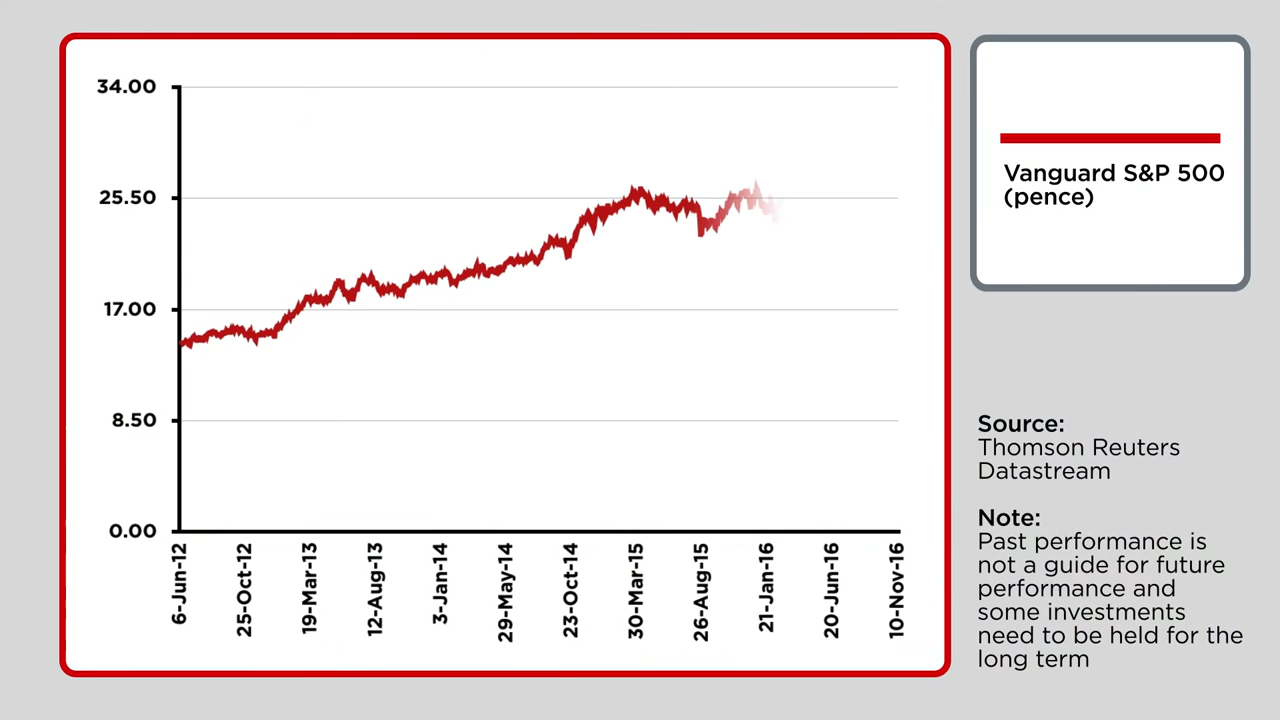 34.00
25.50
17.00
8.50
0.00
6-Jun-12
25-Oct-12
19-Mar-13
12-Aug-13
3-Jan-14
29-May-14
23-Oct-14
30-Mar-15
26-Aug-15
21-Jan-16
20-Jun-16
10-Nov-16
Vanguard S&P 500
(pence)
Source:
Thomson Reuters
Datastream
Note:
Past performance is
not a guide for future
performance and
some investments
need to be held for the
long term